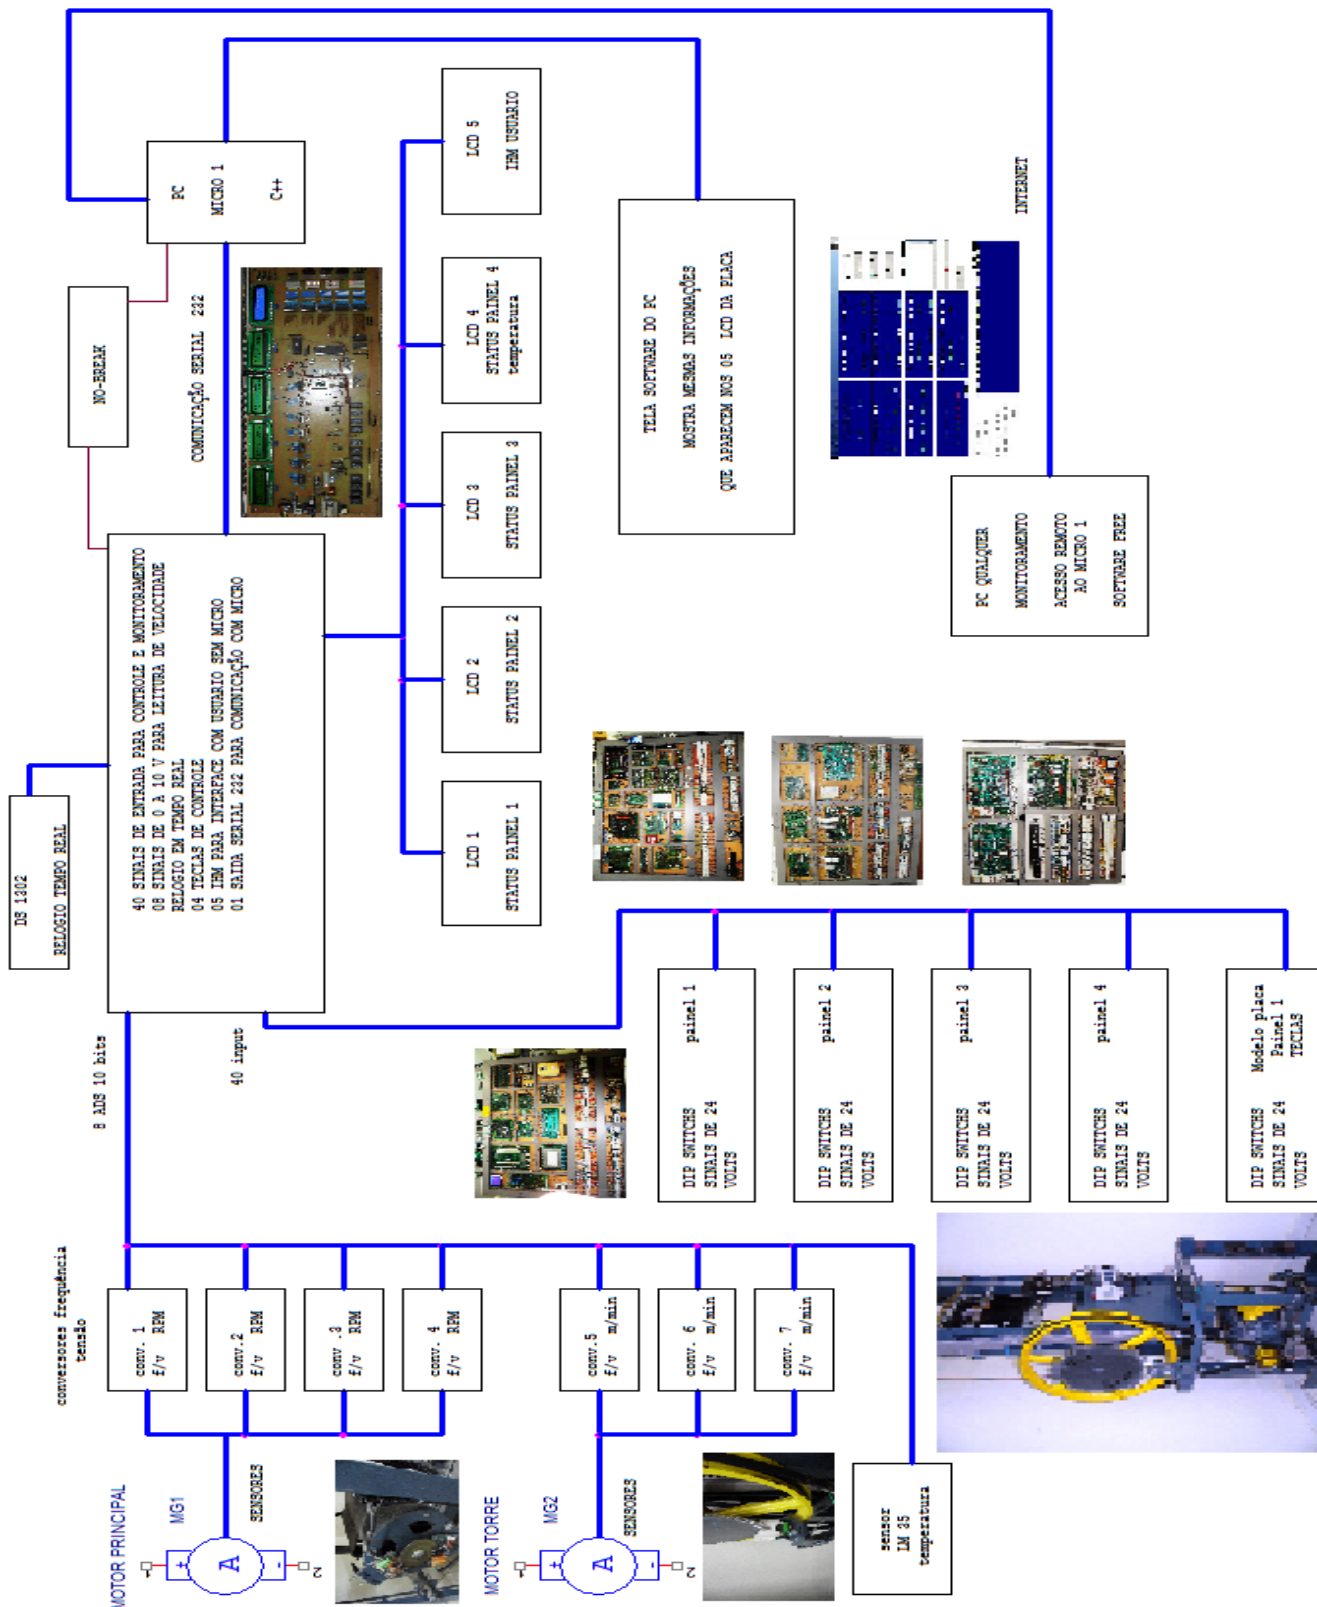 DS 1302
RELOGIO TEMPO REAL
NO-BREAK
PC
MICRO 1
C++
COMUNICAÇÃO SERIAL 232
40 SINAIS DE ENTRADA PARA CONTROLE E MONITORAMENTO
08 SINAIS DE 0 A 10 V PARA LEITURA DE VELOCIDADE
RELOGIO EM TEMPO REAL
04 TECLAS DE CONTROLE
05 IHM PARA INTERFACE COM USUARIO SEM MICRO
01 SAIDA SERIAL 232 PARA COMUNICAÇÃO COM MICRO
8 ADS 10 bits
40 input
LCD 1
STATUS PAINEL 1
LCD 2
STATUS PAINEL 2
LCD 3
STATUS PAINEL 3
LCD 4
STATUS PAINEL 4
temperatura
LCD 5
IHM USUARIO
TELA SOFTWARE DO PC
MOSTRA MESMAS INFORMAÇÕES
QUE APARECEM NOS 05 LCD DA PLACA
INTERNET
PC QUALQUER
MONITORAMENTO
ACESSO REMOTO
AO MICRO 1
SOFTWARE FREE
conversores frequência
tensão
conv. 1
f/v RPM
conv.2
f/v RPM
conv .3
f/v RPM
conv. 4
f/v RPM
conv.5
f/v m/min
conv. 6
f/v m/min
conv. 7
f/v m/min
DIP SWITCHS painel 1
SINAIS DE 24
VOLTS
DIP SWITCHS painel 2
SINAIS DE 24
VOLTS
DIP SWITCHS painel 3
SINAIS DE 24
VOLTS
DIP SWITCHS painel 4
SINAIS DE 24
VOLTS
DIP SWITCHS Modelo placa
SINAIS DE 24 Painel 1
VOLTS TECLAS
MOTOR PRINCIPAL
MG1
1
+
A
-
2
SENSORES
MOTOR TORRE
MG2
1
+
A
-
2
SENSORES
sensor
LM 35
temperatura